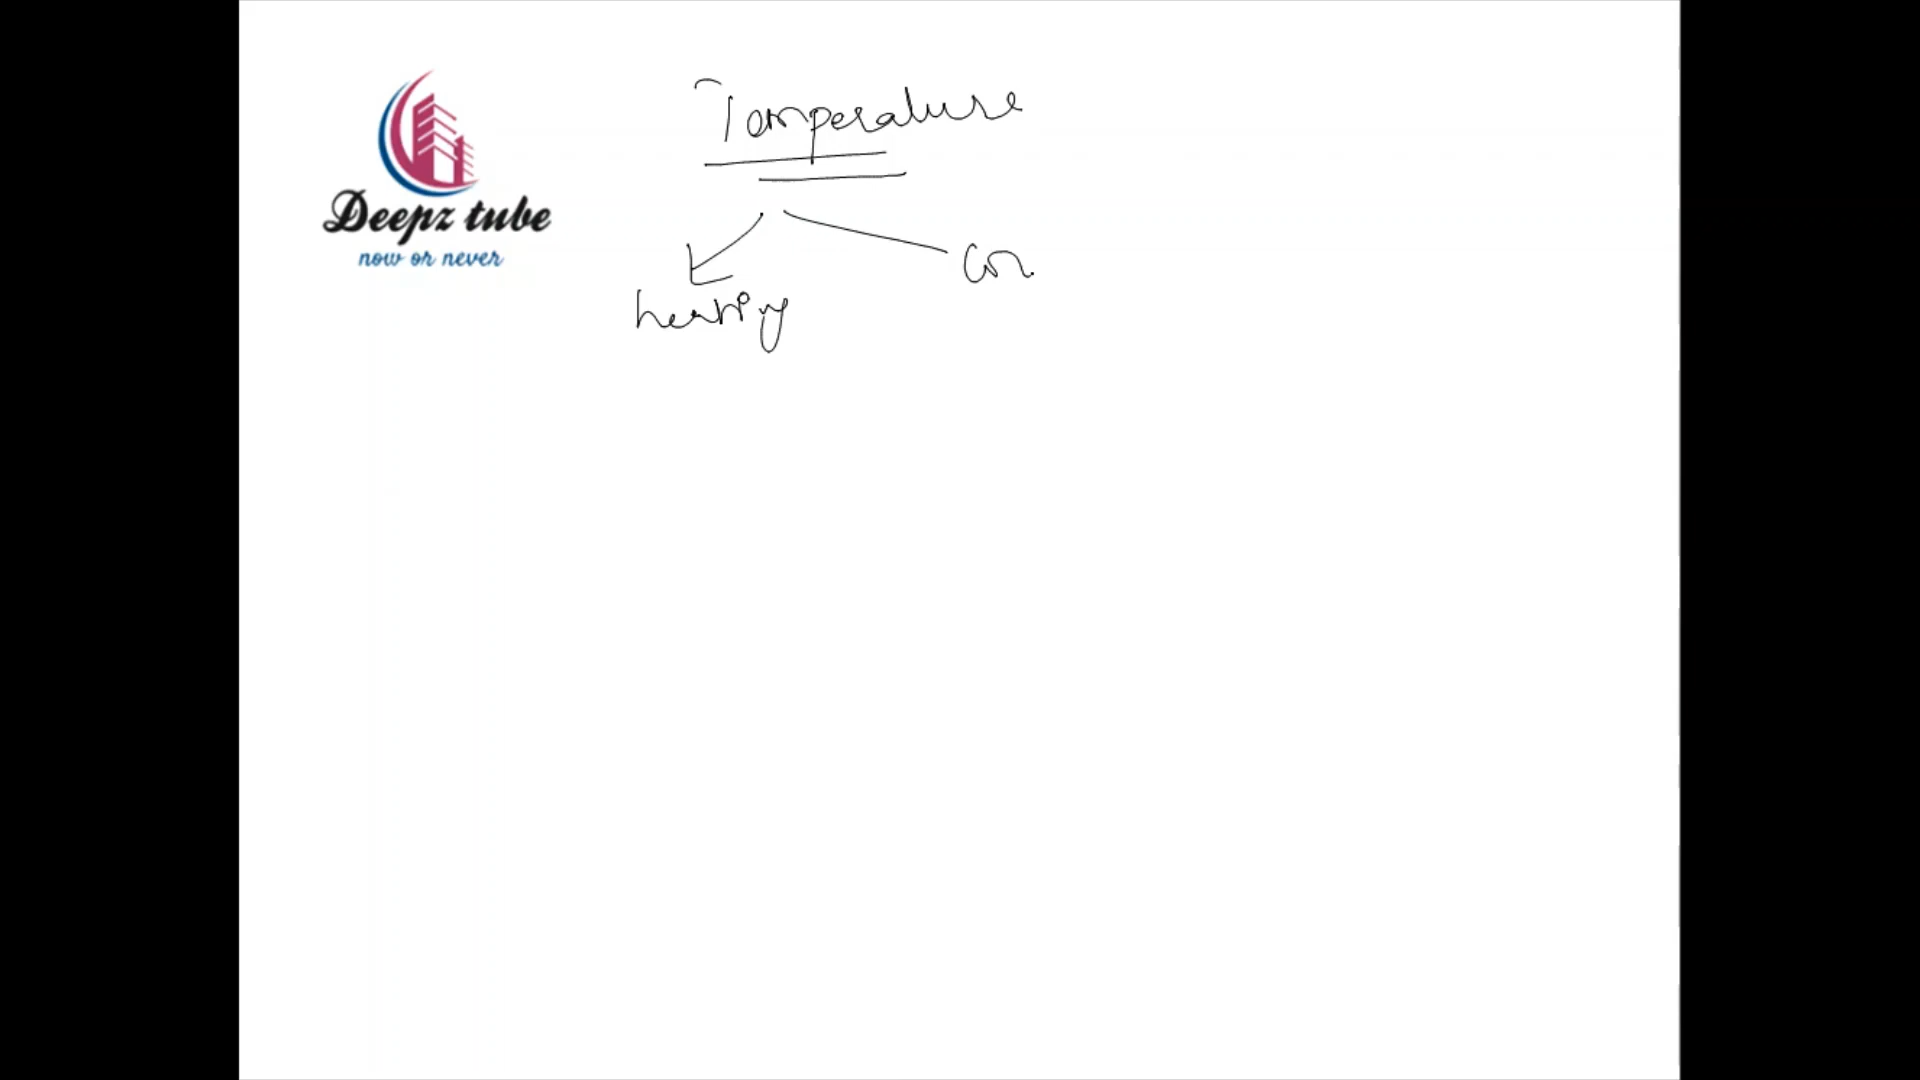 Temperature
Deepz tube
now or never
heating